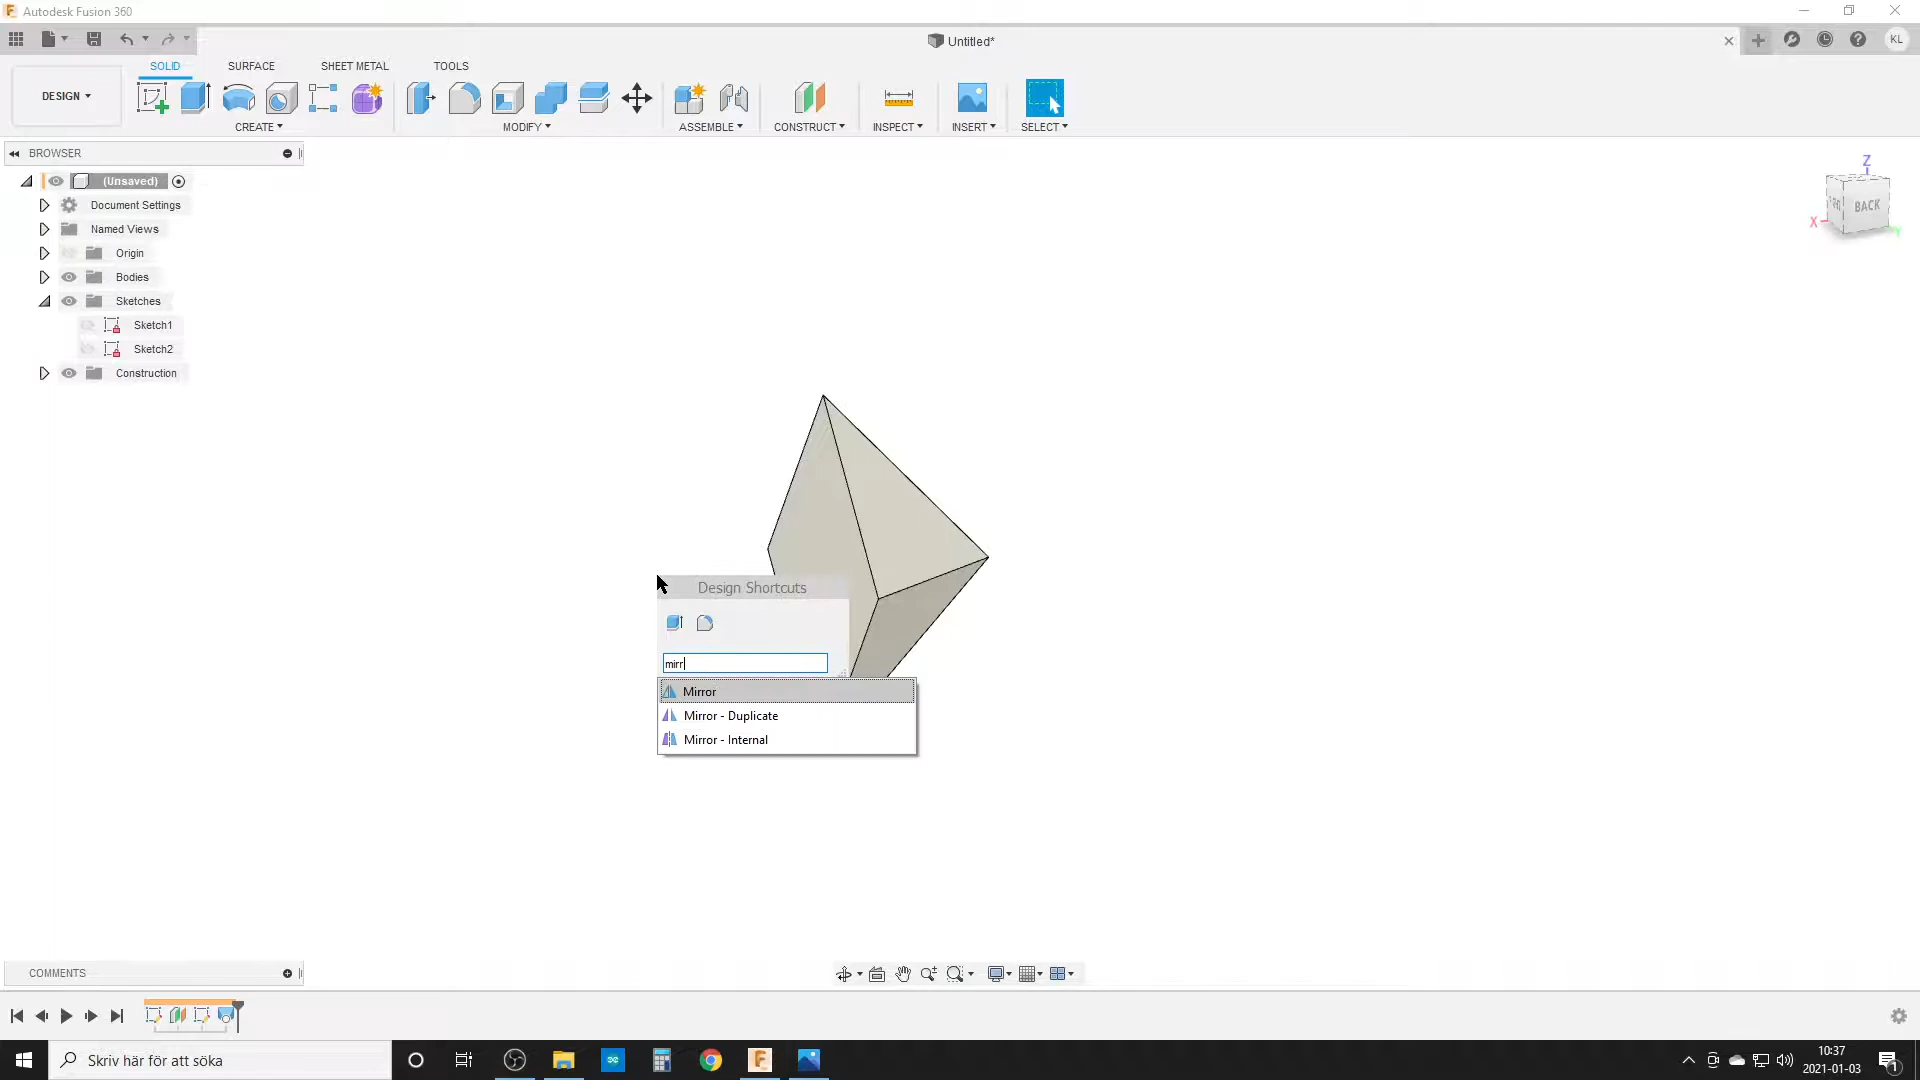 Autodesk Fusion 360
Untitled*
KL
SOLID
SURFACE
SHEET METAL
TOOLS
DESIGN
CREATE
MODIFY
ASSEMBLE
CONSTRUCT
INSPECT
INSERT
SELECT
BROWSER
(Unsaved)
Document Settings
Named Views
Origin
Bodies
Sketches
Sketch1
Sketch2
Construction
Z
BACK
X
Y
Design Shortcuts
mirr
Mirror
Mirror - Duplicate
Mirror - Internal
COMMENTS
Skriv här för att söka
10:37
2021-01-03
1